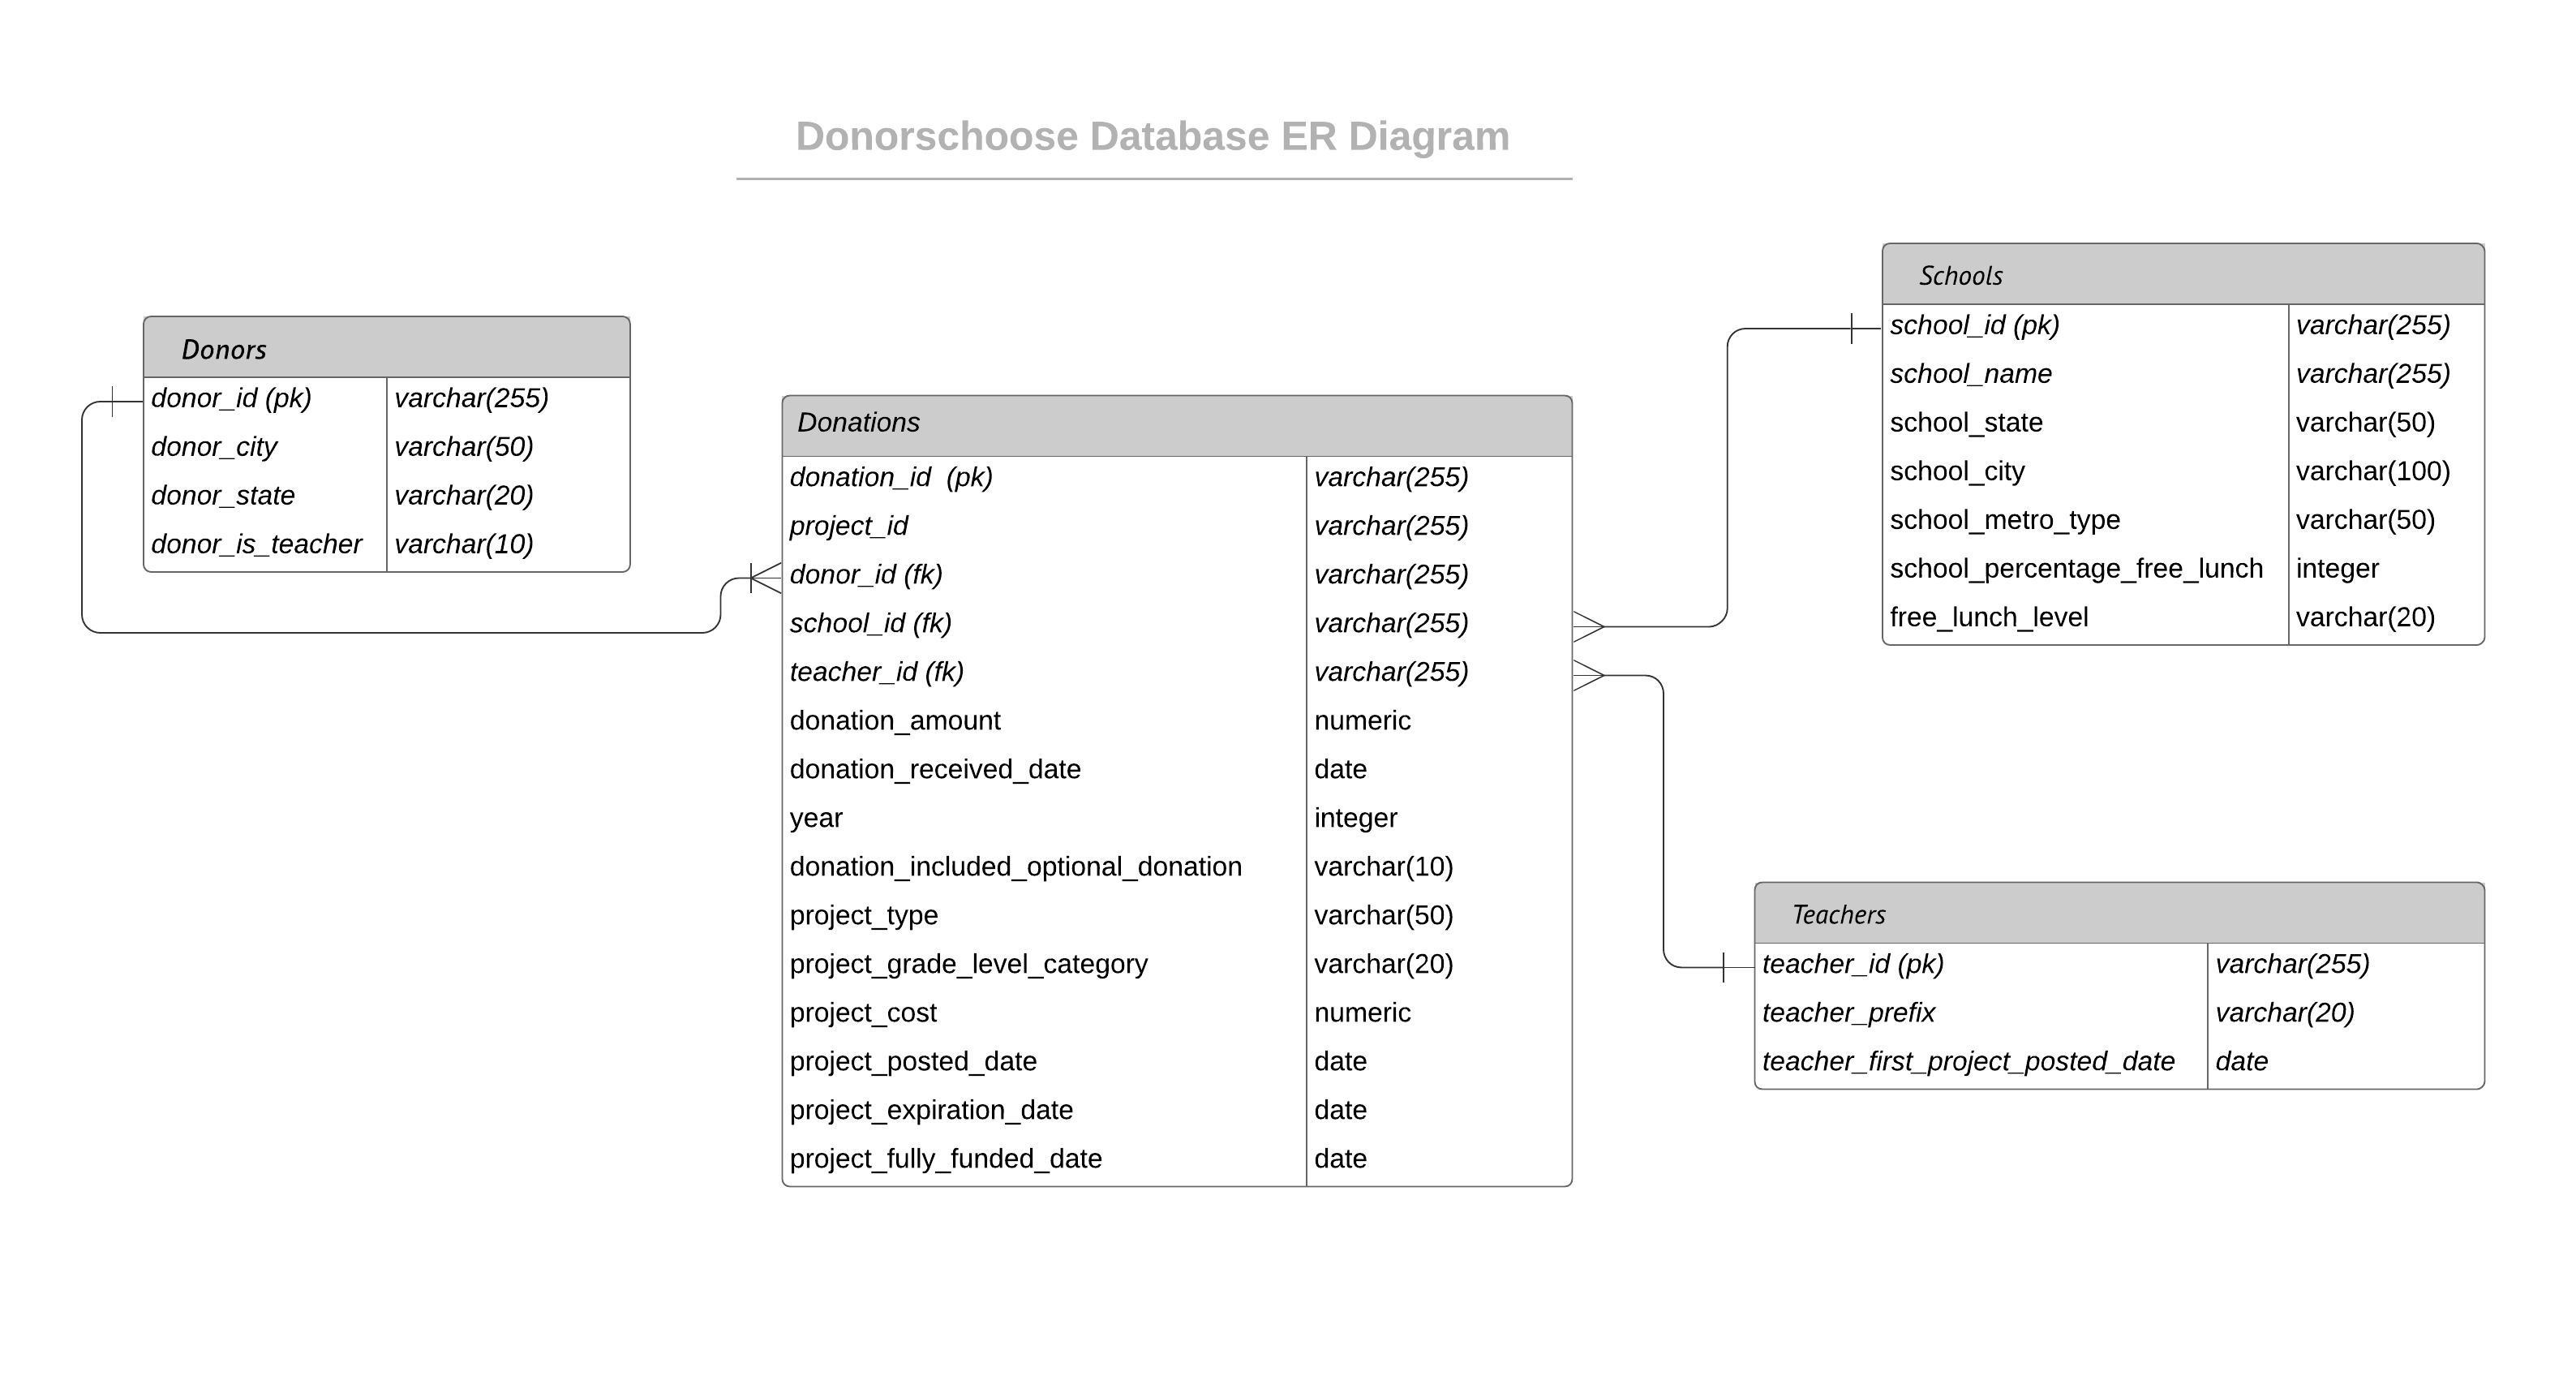 Donorschoose Database ER Diagram
Donors
donor_id (pk) varchar(255)
donor_city varchar(50)
donor_state varchar(20)
donor_is_teacher varchar(10)
Donations
donation_id  (pk) varchar(255)
project_id varchar(255)
donor_id (fk) varchar(255)
school_id (fk) varchar(255)
teacher_id (fk) varchar(255)
donation_amount numeric
donation_received_date date
year integer
donation_included_optional_donation varchar(10)
project_type varchar(50)
project_grade_level_category varchar(20)
project_cost numeric
project_posted_date date
project_expiration_date date
project_fully_funded_date date
Schools
school_id (pk) varchar(255)
school_name varchar(255)
school_state varchar(50)
school_city varchar(100)
school_metro_type varchar(50)
school_percentage_free_lunch integer
free_lunch_level varchar(20)
Teachers
teacher_id (pk) varchar(255)
teacher_prefix varchar(20)
teacher_first_project_posted_date date